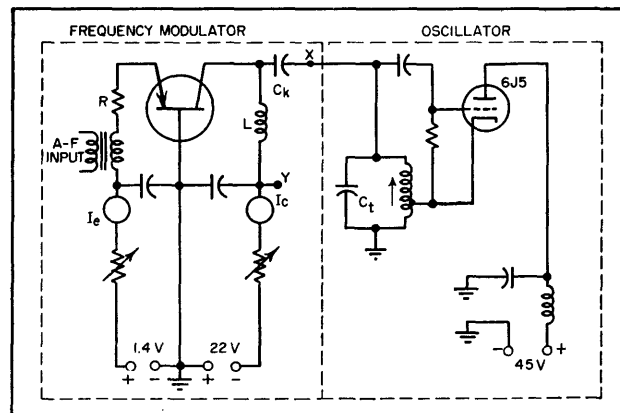 FREQUENCY MODULATOR
OSCILLATOR
X
Ck
6J5
R
L
A-F
INPUT
Y
Ie
Ic
Ct
1.4 V
22 V
+ - + -
- +
45V